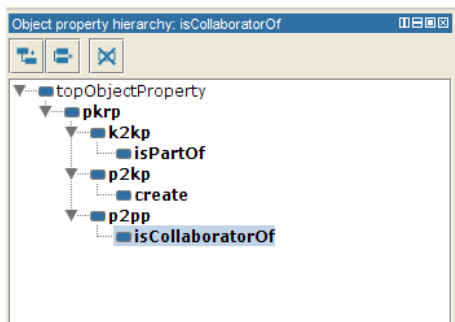 Object property hierarchy: isCollaboratorOf
topObjectProperty
pkrp
k2kp
isPartOf
p2kp
create
p2pp
isCollaboratorOf